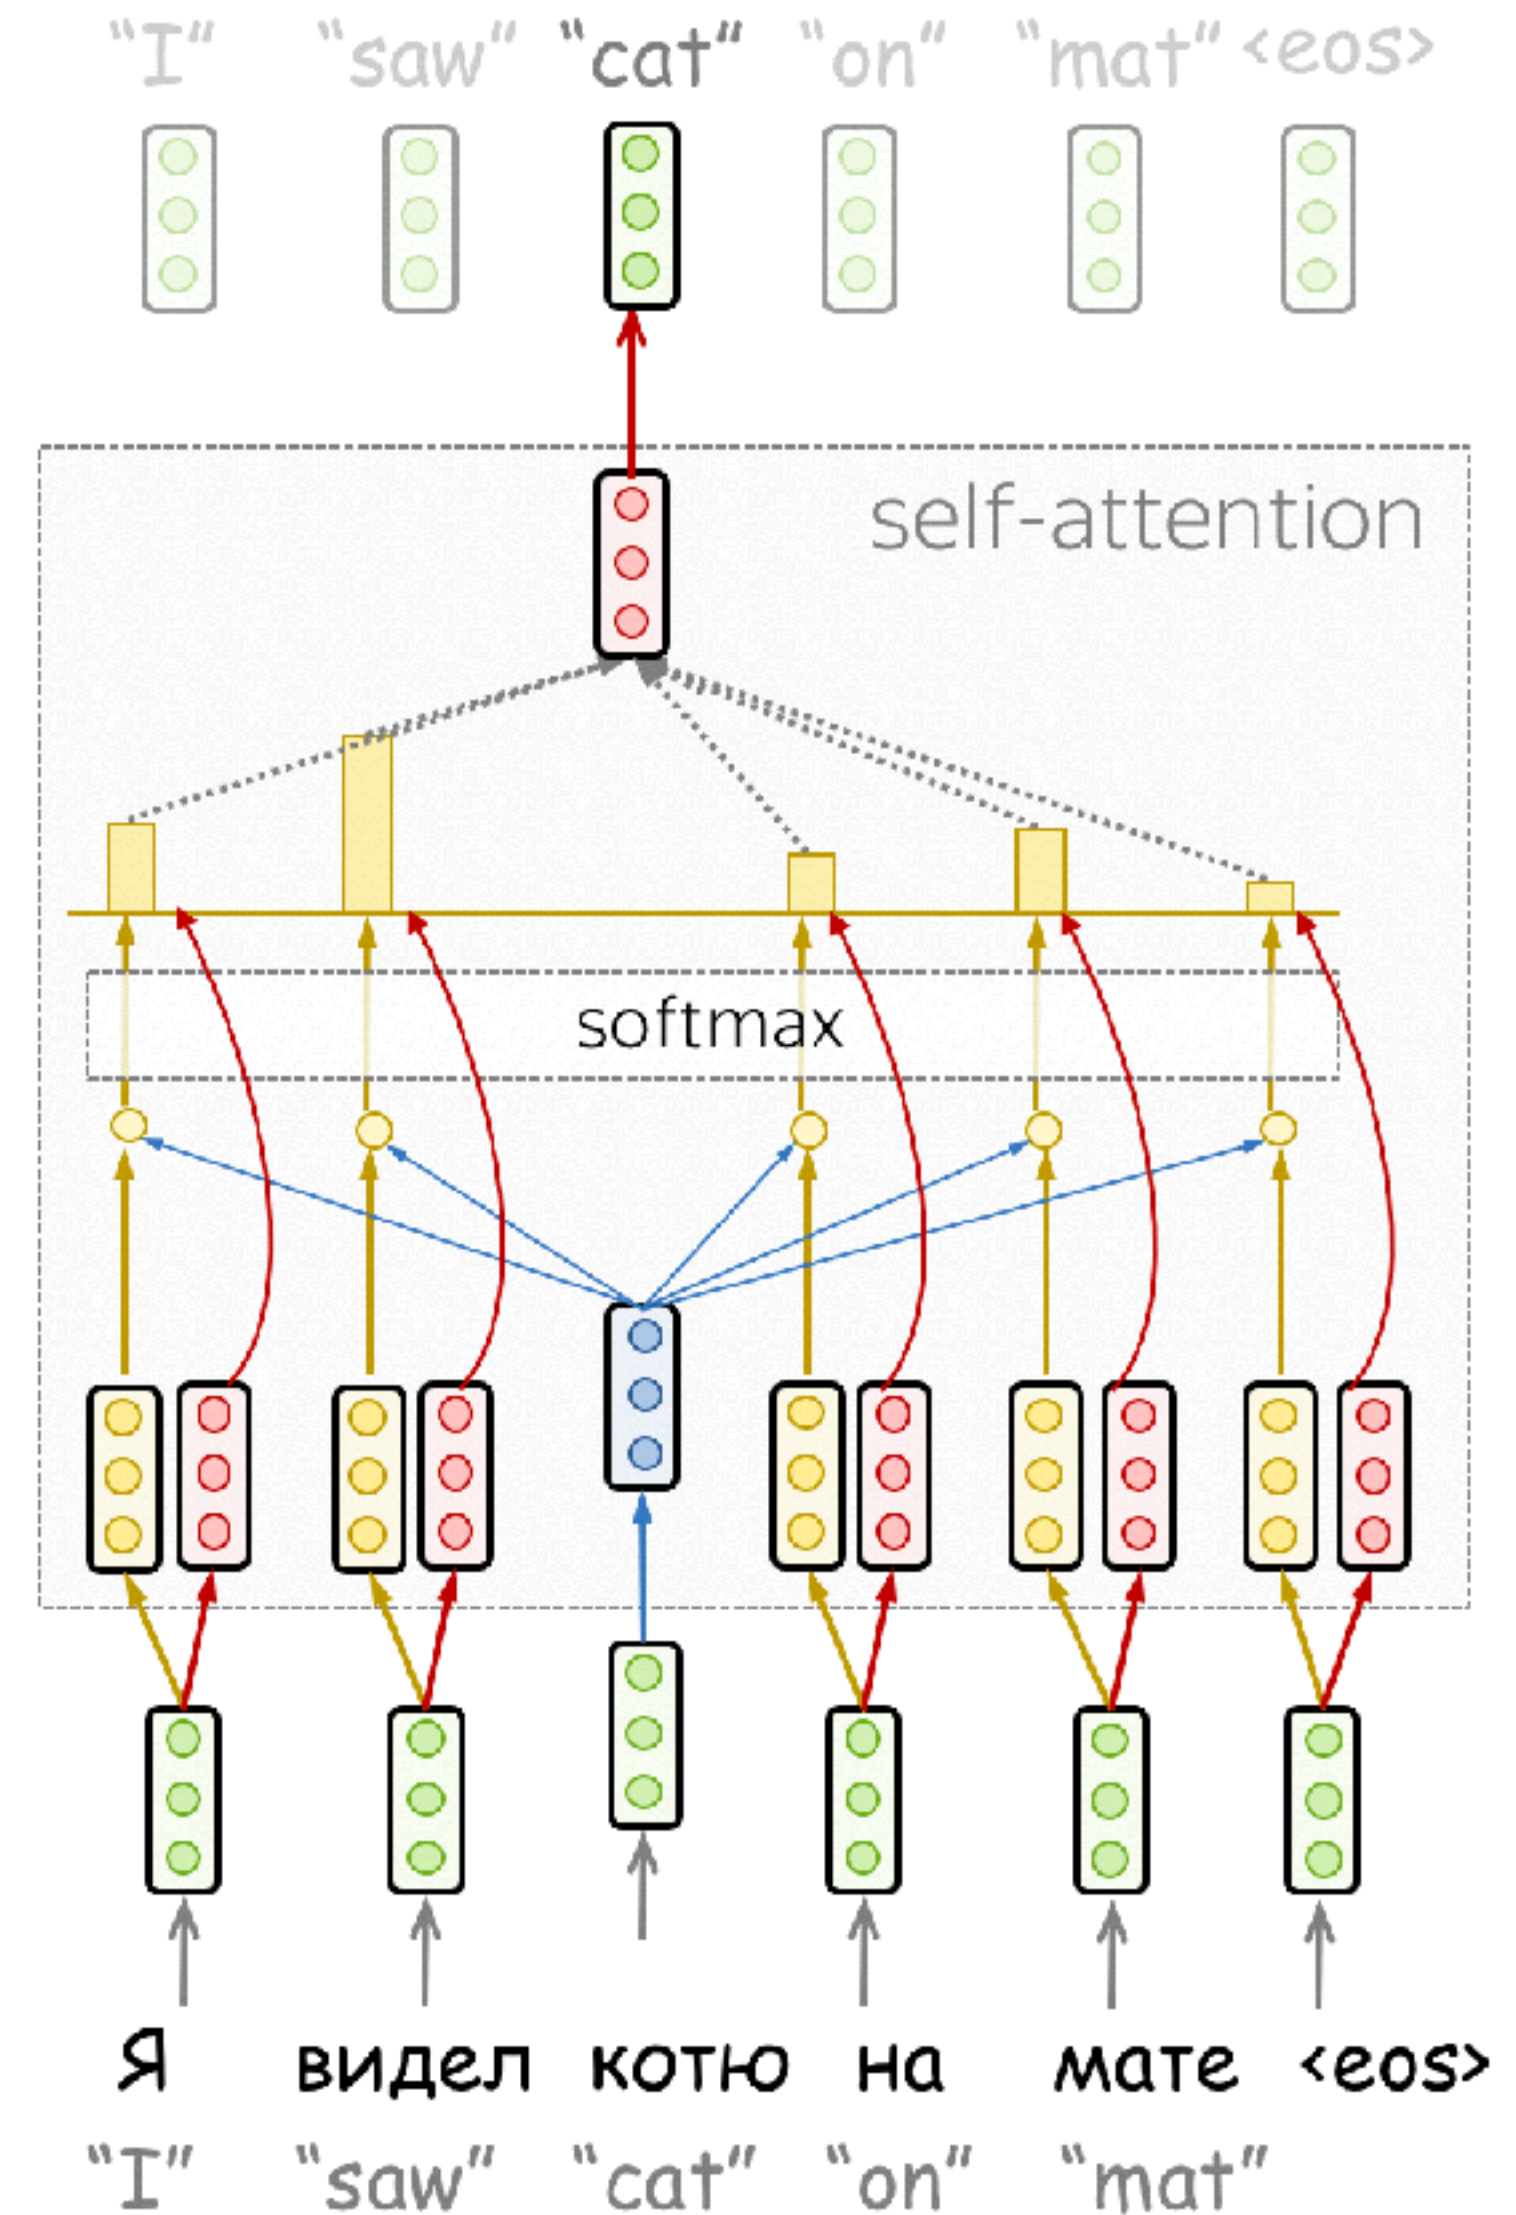 “I” “saw” “cat” “on” “mat” <eos>
self-attention
softmax
Я видел котю на мате <eos>
“I” “saw” “cat” “on” “mat”